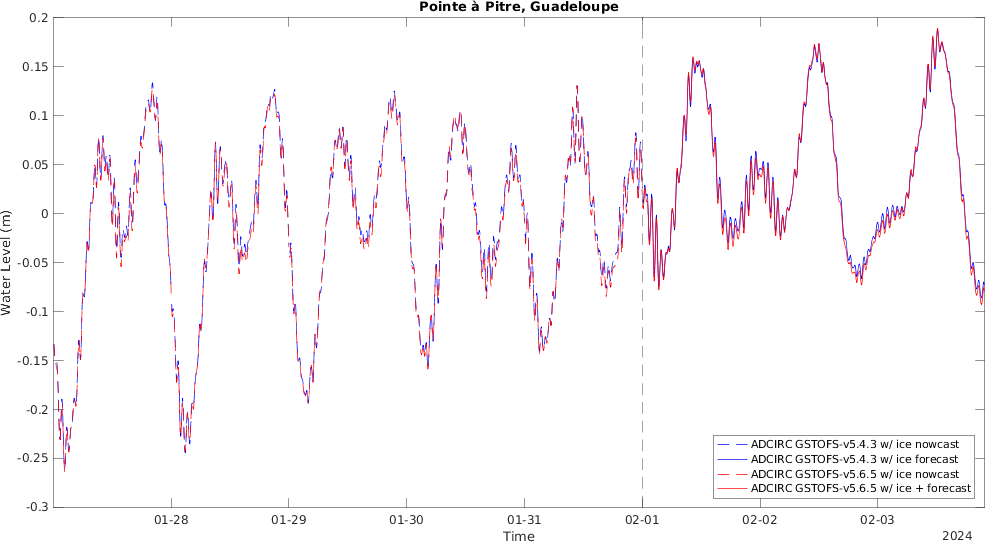 Pointe à Pitre, Guadeloupe
Water Level (m)
0.2
0.15
0.1
0.05
0
-0.05
-0.1
-0.15
-0.2
-0.25
-0.3
ADCIRC GSTOFS-v5.4.3 w/ ice nowcast
ADCIRC GSTOFS-v5.4.3 w/ ice forecast
ADCIRC GSTOFS-v5.6.5 w/ ice nowcast
ADCIRC GSTOFS-v5.6.5 w/ ice + forecast
01-28 01-29 01-30 01-31 02-01 02-02 02-03
Time
2024